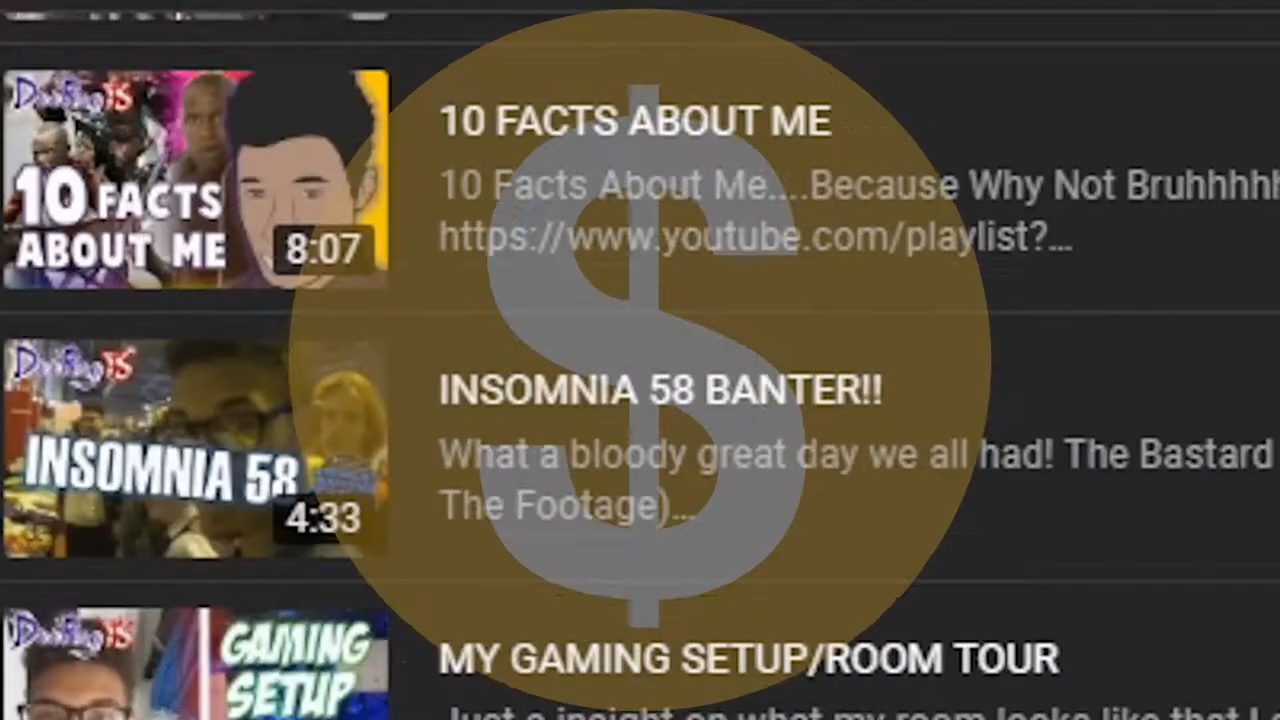 10 FACTS
ABOUT ME
8:07
10 FACTS ABOUT ME
10 Facts About Me....Because Why Not Bruhhhh
https://www.youtube.com/playlist?...
INSOMNIA 58
4:33
INSOMNIA 58 BANTER!!
What a bloody great day we all had! The Bastard
The Footage)...
GAMING
SETUP
MY GAMING SETUP/ROOM TOUR
$